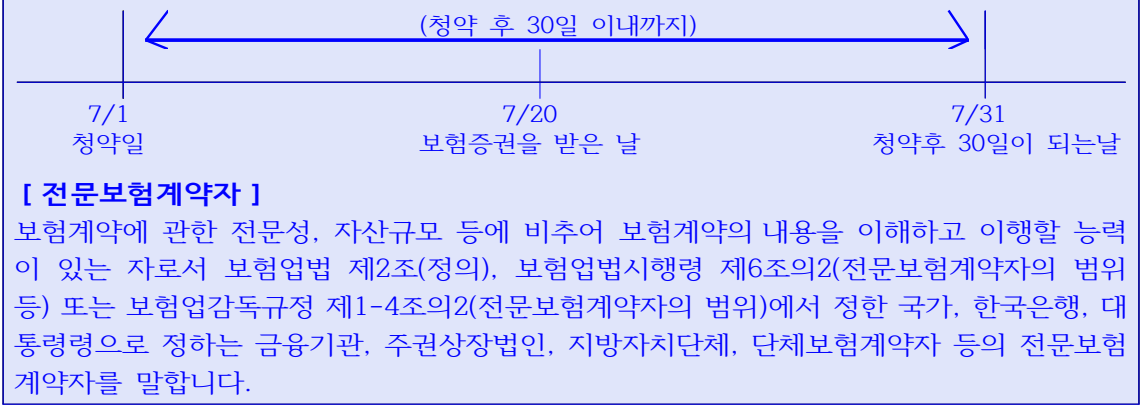 (청약 후 30일 이내까지)
7/1 7/20 7/31
청약일 보험증권을 받은 날 청약후 30일이 되는날
[ 전문보험계약자 ]
보험계약에 관한 전문성, 자산규모 등에 비추어 보험계약의 내용을 이해하고 이행할 능력
이 있는 자로서 보험업법 제2조(정의), 보험업법시행령 제6조의2(전문보험계약자의 범위
등) 또는 보험업감독규정 제1-4조의2(전문보험계약자의 범위)에서 정한 국가, 한국은행, 대
통령령으로 정하는 금융기관, 주권상장법인, 지방자치단체, 단체보험계약자 등의 전문보험
계약자를 말합니다.